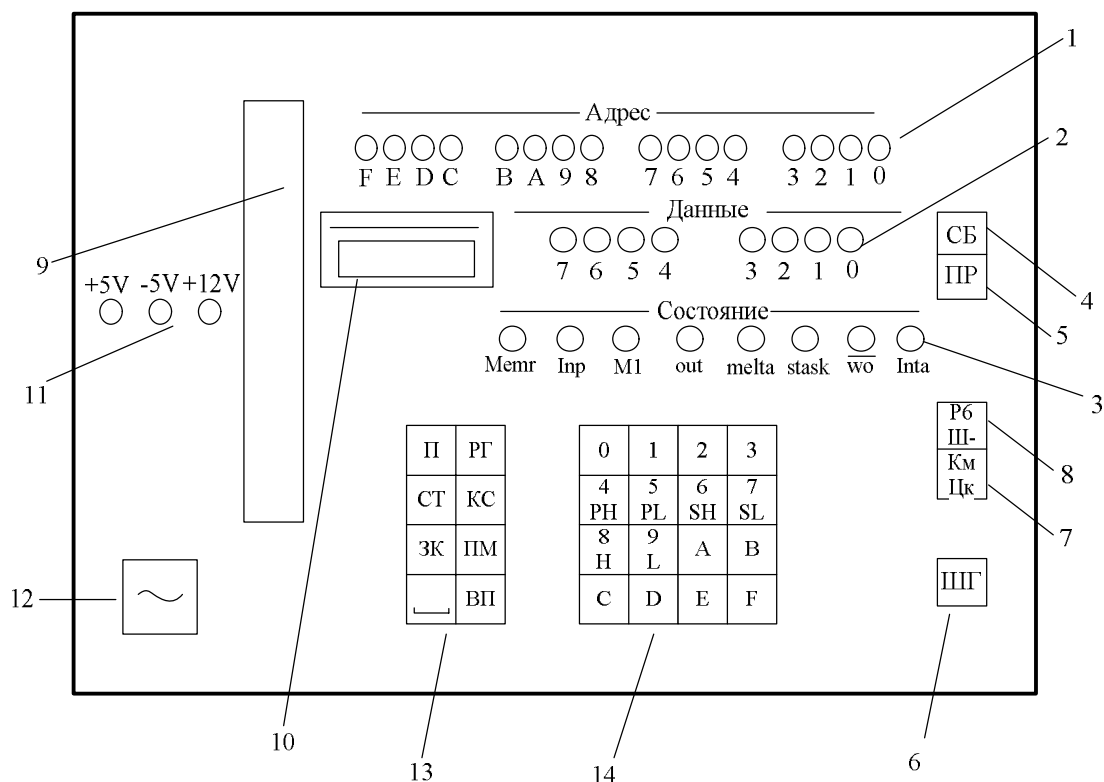 Адрес
1
F E D C B A 9 8 7 6 5 4 3 2 1 0
2
Данные
7 6 5 4 3 2 1 0
СБ
ПР
9
4
5
+5V -5V +12V
11
Состояние
Memr Inp M1 out melta stask wo Inta
3
П РГ
СТ КС
ЗК ПМ
ВП
0 1 2 3
4 5 6 7
PH PL SH SL
8 9 A B
H L
C D E F
Рб
Ш-
Км
Цк
8
7
ШГ
12
10
13
14
6